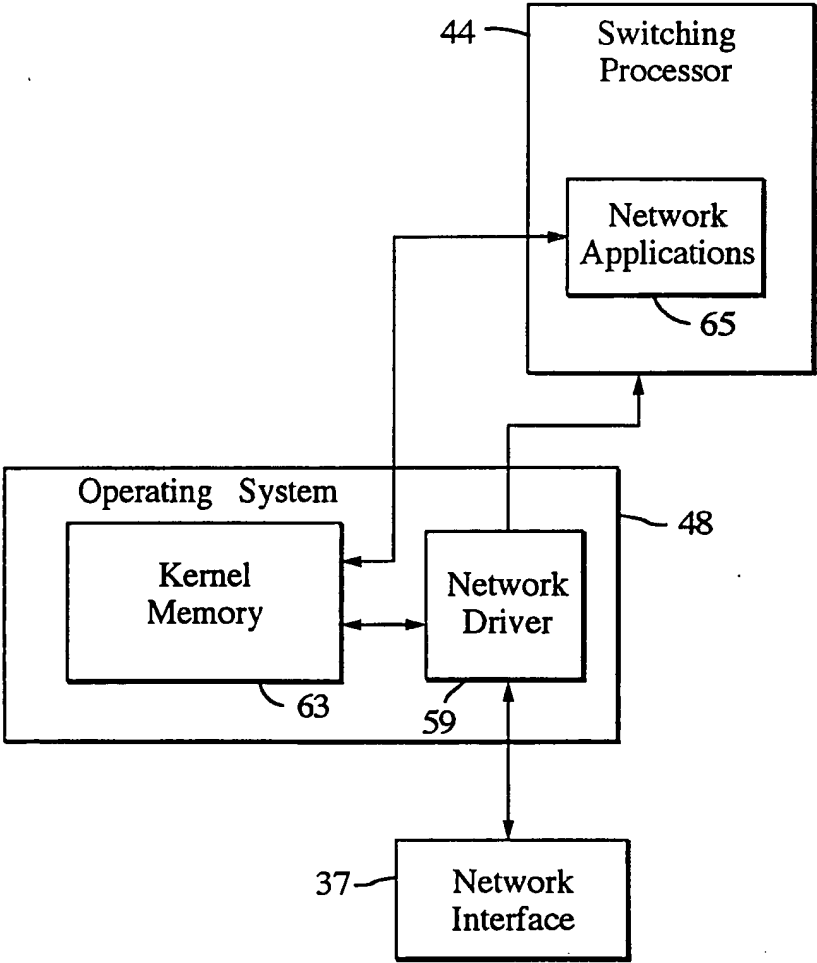 44
Switching
Processor
Network
Applications
65
Operating System
48
Kernel
Memory
Network
Driver
63
59
37
Network
Interface